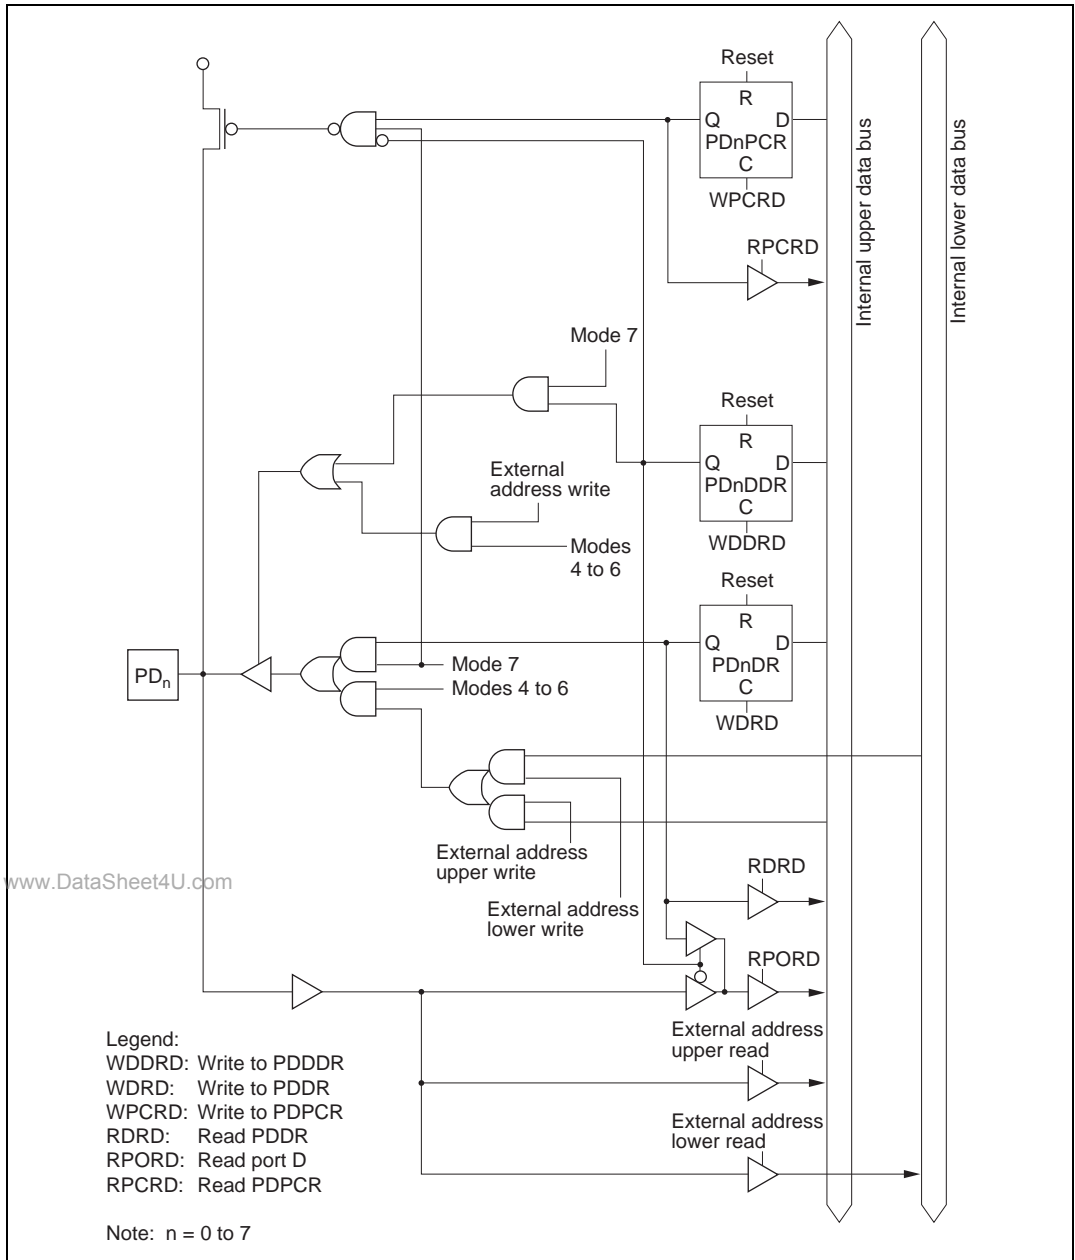 Reset
R
Q D
PDnPCR
C
WPCRD
RPCRD
Internal upper data bus
Internal lower data bus
Mode 7
Reset
R
Q D
PDnDDR
C
WDDRD
External
address write
Modes
4 to 6
Reset
R
Q D
PDnDR
C
WDRD
PDn
Mode 7
Modes 4 to 6
External address
upper write
External address
lower write
www.DataSheet4U.com
RDRD
RPORD
External address
upper read
External address
lower read
Legend:
WDDRD: Write to PDDDR
WDRD: Write to PDDR
WPCRD: Write to PDPCR
RDRD: Read PDDR
RPORD: Read port D
RPCRD: Read PDPCR
Note: n = 0 to 7